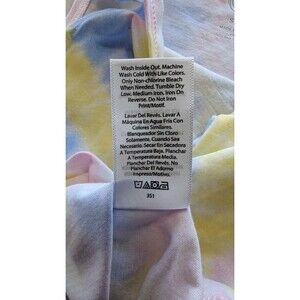 Wash Inside Out. Machine
Wash Cold With Like Colors.
Only Non-chlorine Bleach
When Needed. Tumble Dry
Low. Medium Iron. Iron On
Reverse. Do Not Iron
Print/Motif.
Lavar Del Revés. Lavar A
Máquina En Agua Fría Con
Colores Similares.
Blanquedor Sin Cloro
Solamente. Cuando Sea
Necesario. Secar En Secadora
A Temperatura Baja. Planchar
A Temperatura Media.
Planchar Del Revés. No
Planchar El Adorno
Impreso/Motivo.
351